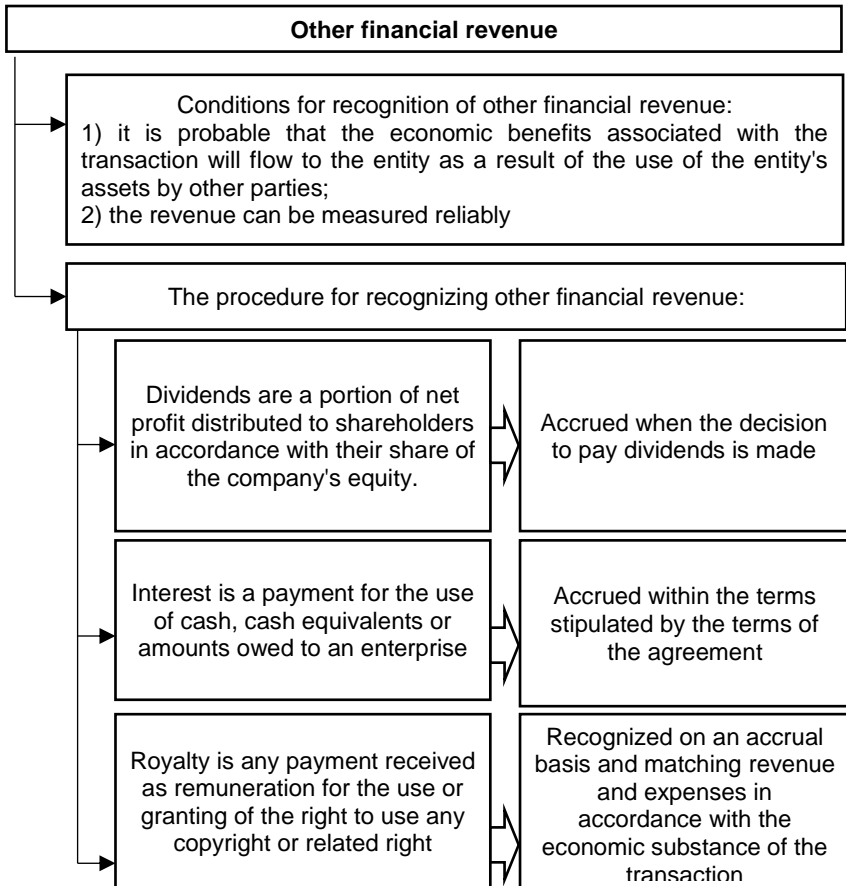 Other financial revenue
Conditions for recognition of other financial revenue:
1) it is probable that the economic benefits associated with the
transaction will flow to the entity as a result of the use of the entity's
assets by other parties;
2) the revenue can be measured reliably
The procedure for recognizing other financial revenue:
Dividends are a portion of net
profit distributed to shareholders
in accordance with their share of
the company's equity.
Accrued when the decision
to pay dividends is made
Interest is a payment for the use
of cash, cash equivalents or
amounts owed to an enterprise
Accrued within the terms
stipulated by the terms of
the agreement
Royalty is any payment received
as remuneration for the use or
granting of the right to use any
copyright or related right
Recognized on an accrual
basis and matching revenue
and expenses in
accordance with the
economic substance of the
transaction